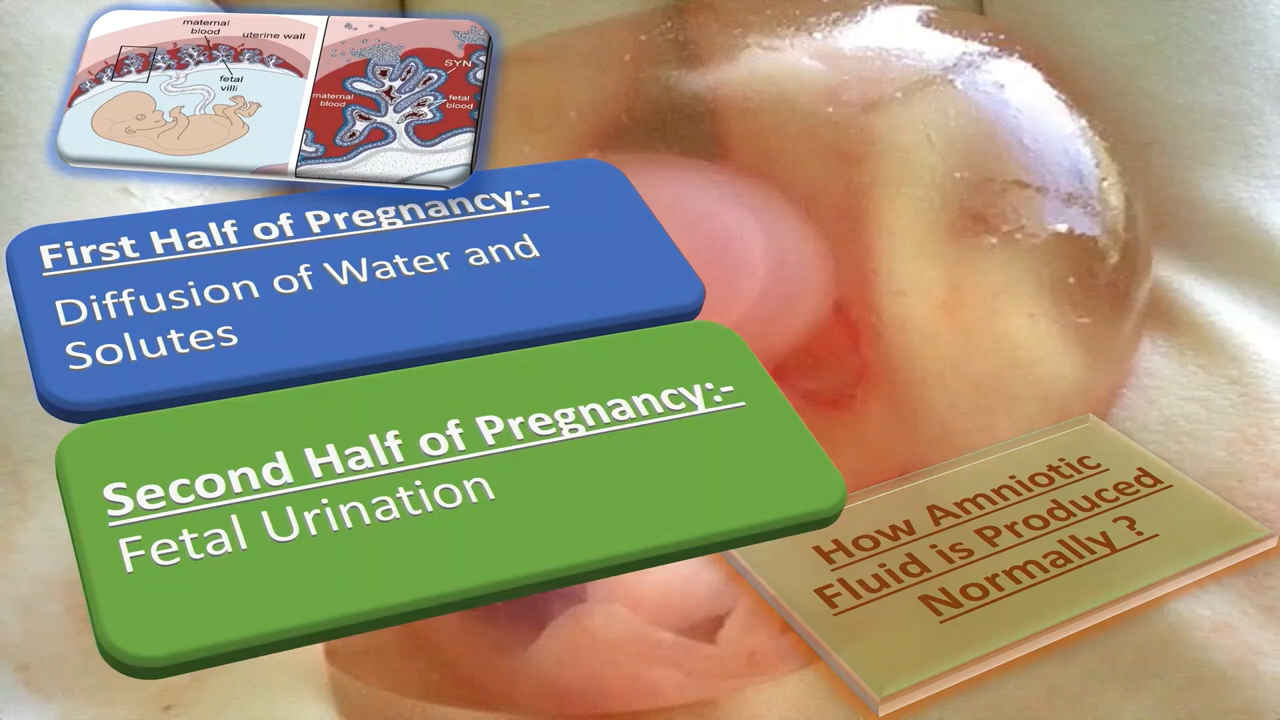 maternal
blood
uterine wall
fetal
villi
SYN
maternal
blood
fetal
blood
First Half of Pregnancy:-
Diffusion of Water and
Solutes
Second Half of Pregnancy:-
Fetal Urination
How Amniotic
Fluid is Produced
Normally ?